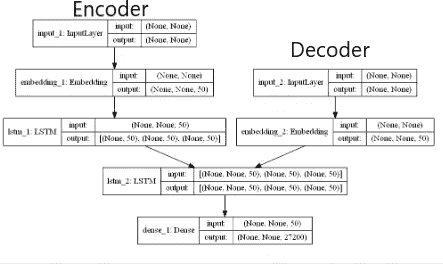 Encoder
input_1: InputLayer
input: (None, None)
output: (None, None)
Decoder
embedding_1: Embedding
input: (None, None)
output: (None, None, 50)
input_2: InputLayer
input: (None, None)
output: (None, None)
lstm_1: LSTM
input: (None, None, 50)
output: [(None, 50), (None, 50), (None, 50)]
embedding_2: Embedding
input: (None, None)
output: (None, None, 50)
lstm_2: LSTM
input: [(None, None, 50), (None, 50), (None, 50)]
output: [(None, None, 50), (None, 50), (None, 50)]
dense_1: Dense
input: (None, None, 50)
output: (None, None, 27200)